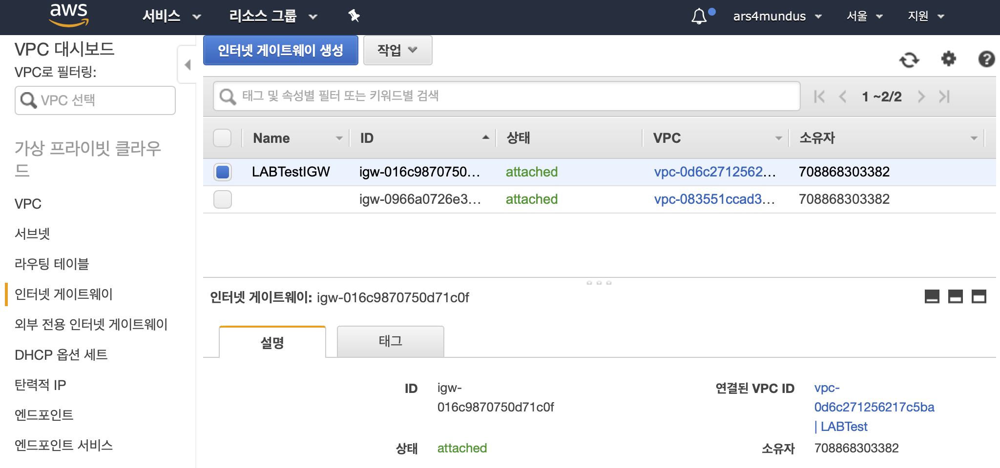 aws 서비스 리소스 그룹 ars4mundus 서울 지원
VPC 대시보드
VPC로 필터링:
VPC 선택
가상 프라이빗 클라우
드
VPC
서브넷
라우팅 테이블
인터넷 게이트웨이
외부 전용 인터넷 게이트웨이
DHCP 옵션 세트
탄력적 IP
엔드포인트
엔드포인트 서비스
인터넷 게이트웨이 생성 작업
?
태그 및 속성별 필터 또는 키워드별 검색 1 ~2/2
Name ID 상태 VPC 소유자
LABTestIGW igw-016c9870750... attached vpc-0d6c2712562... 708868303382
igw-0966a0726e3... attached vpc-083551ccad3... 708868303382
인터넷 게이트웨이: igw-016c9870750d71c0f
설명 태그
ID igw-
016c9870750d71c0f
연결된 VPC ID vpc-
0d6c271256217c5ba
| LABTest
상태 attached 소유자 708868303382